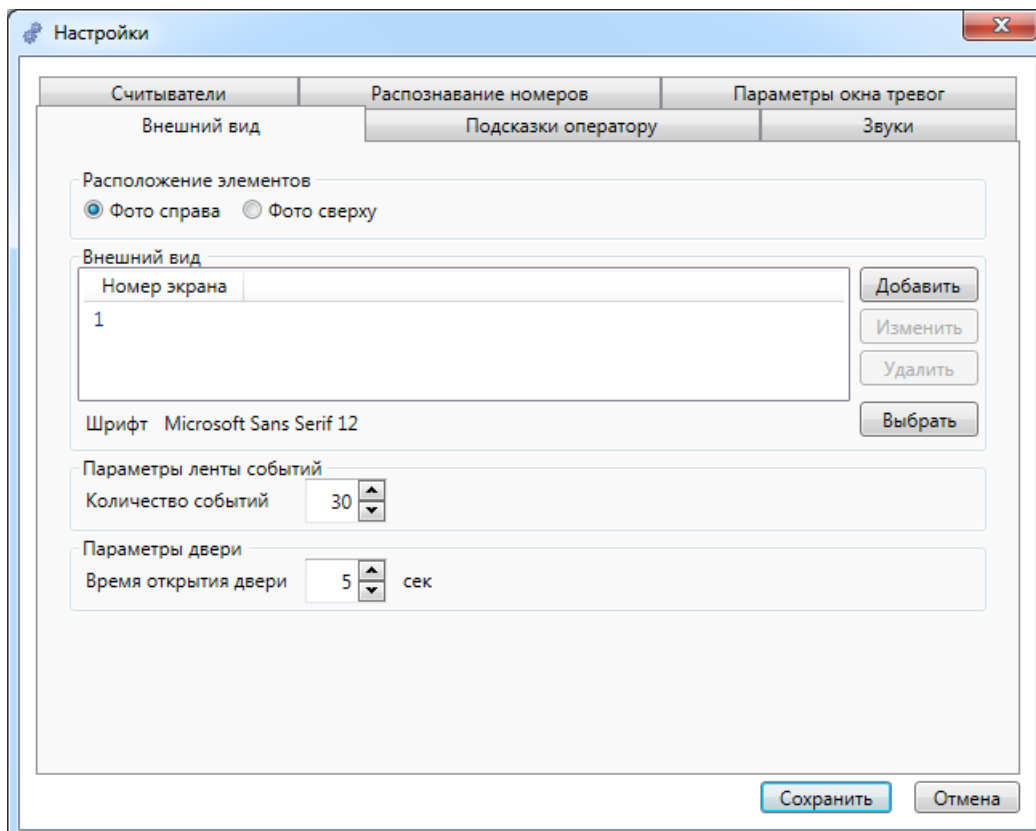 Настройки
Считыватели Распознавание номеров Параметры окна тревог
Внешний вид Подсказки оператору Звуки
Расположение элементов
Фото справа Фото сверху
Внешний вид
Номер экрана Добавить
1 Изменить
Удалить
Шрифт Microsoft Sans Serif 12 Выбрать
Параметры ленты событий
Количество событий 30
Параметры двери
Время открытия двери 5 сек
Сохранить Отмена